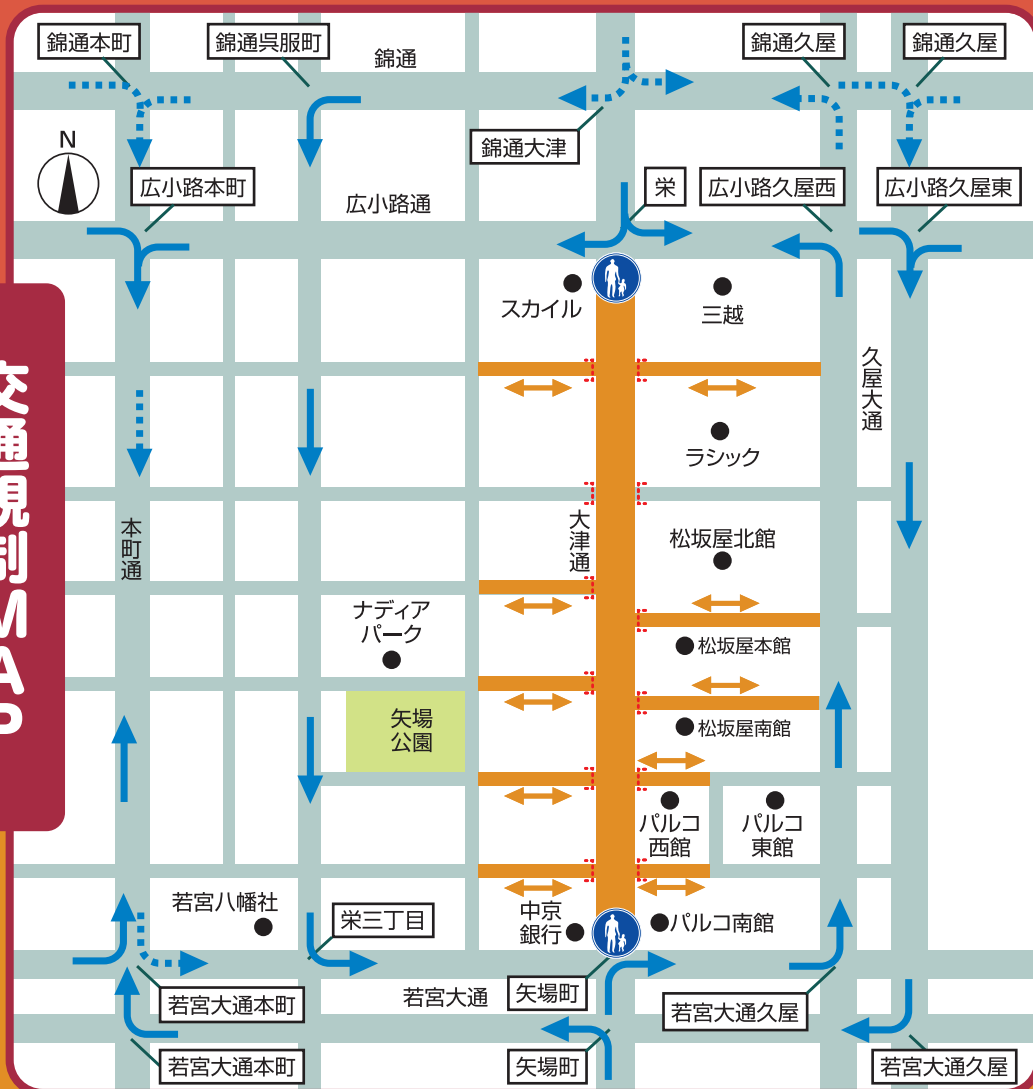 錦通本町
錦通呉服町
錦通
錦通久屋
錦通久屋
錦通大津
N
広小路本町
広小路通
栄
広小路久屋西
広小路久屋東
スカイル
三越
久屋大通
ラシック
交通規制MAP
本町通
大津通
松坂屋北館
ナディア
パーク
松坂屋本館
矢場
公園
松坂屋南館
パルコ
西館
パルコ
東館
若宮八幡社
栄三丁目
中京
銀行
パルコ南館
若宮大通本町
若宮大通
矢場町
若宮大通久屋
若宮大通本町
矢場町
若宮大通久屋